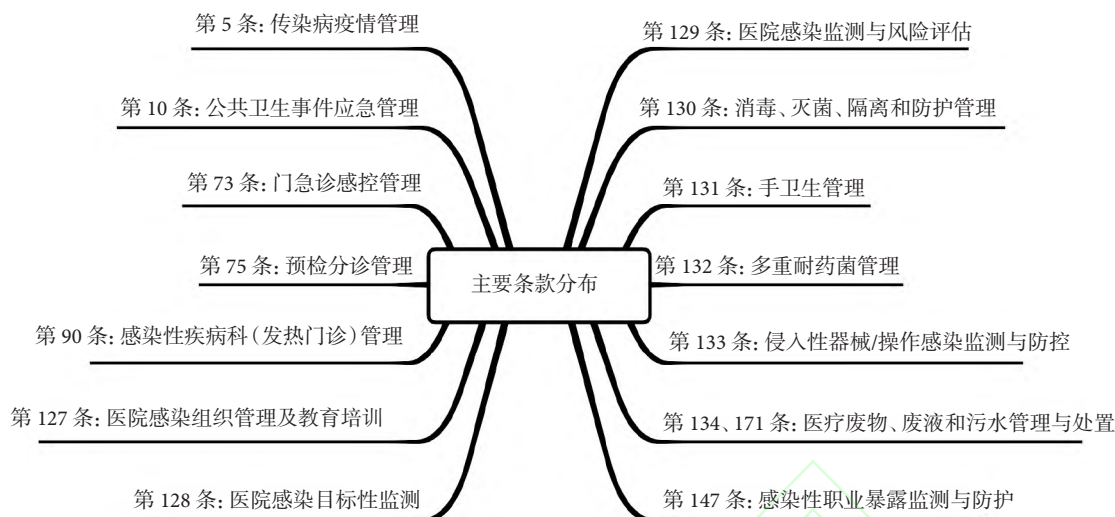 第 5 条: 传染病疫情管理
第 10 条: 公共卫生事件应急管理
第 73 条: 门急诊感控管理
第 75 条: 预检分诊管理
第 90 条: 感染性疾病科(发热门诊)管理
第 127 条: 医院感染组织管理及教育培训
第 128 条: 医院感染目标性监测
主要条款分布
第 129 条: 医院感染监测与风险评估
第 130 条: 消毒、灭菌、隔离和防护管理
第 131 条: 手卫生管理
第 132 条: 多重耐药菌管理
第 133 条: 侵入性器械/操作感染监测与防控
第 134、171 条: 医疗废物、废液和污水管理与处置
第 147 条: 感染性职业暴露监测与防护